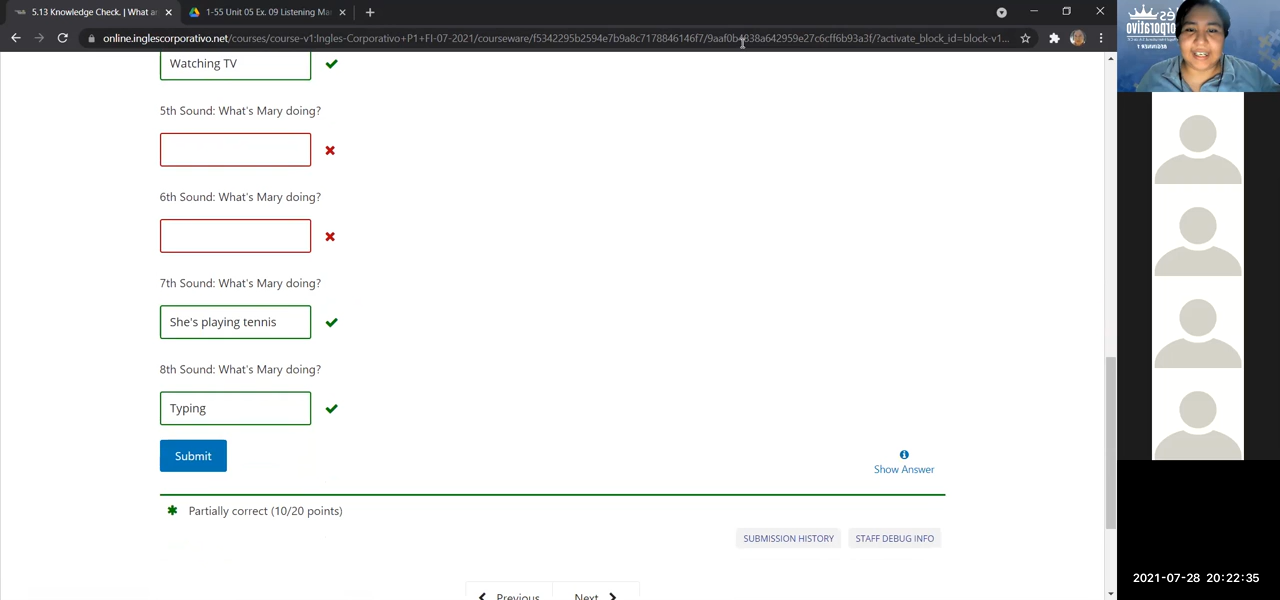 5.13 Knowledge Check. | What a
1-55 Unit 05 Ex. 09 Listening Mar
online.inglescorporativo.net/courses/course-v1:Ingles-Corporativo+P1+FI-07-2021/courseware/f5342295b2594e7b9a8c7178846146f7/9aaf0b4838a642959e27c6cff6b93a3f/?activate_block_id=block-v1...
Watching TV
5th Sound: What's Mary doing?
6th Sound: What's Mary doing?
7th Sound: What's Mary doing?
She's playing tennis
8th Sound: What's Mary doing?
Typing
Submit
Show Answer
Partially correct (10/20 points)
SUBMISSION HISTORY
STAFF DEBUG INFO
Previous
Next
2021-07-28 20:22:35